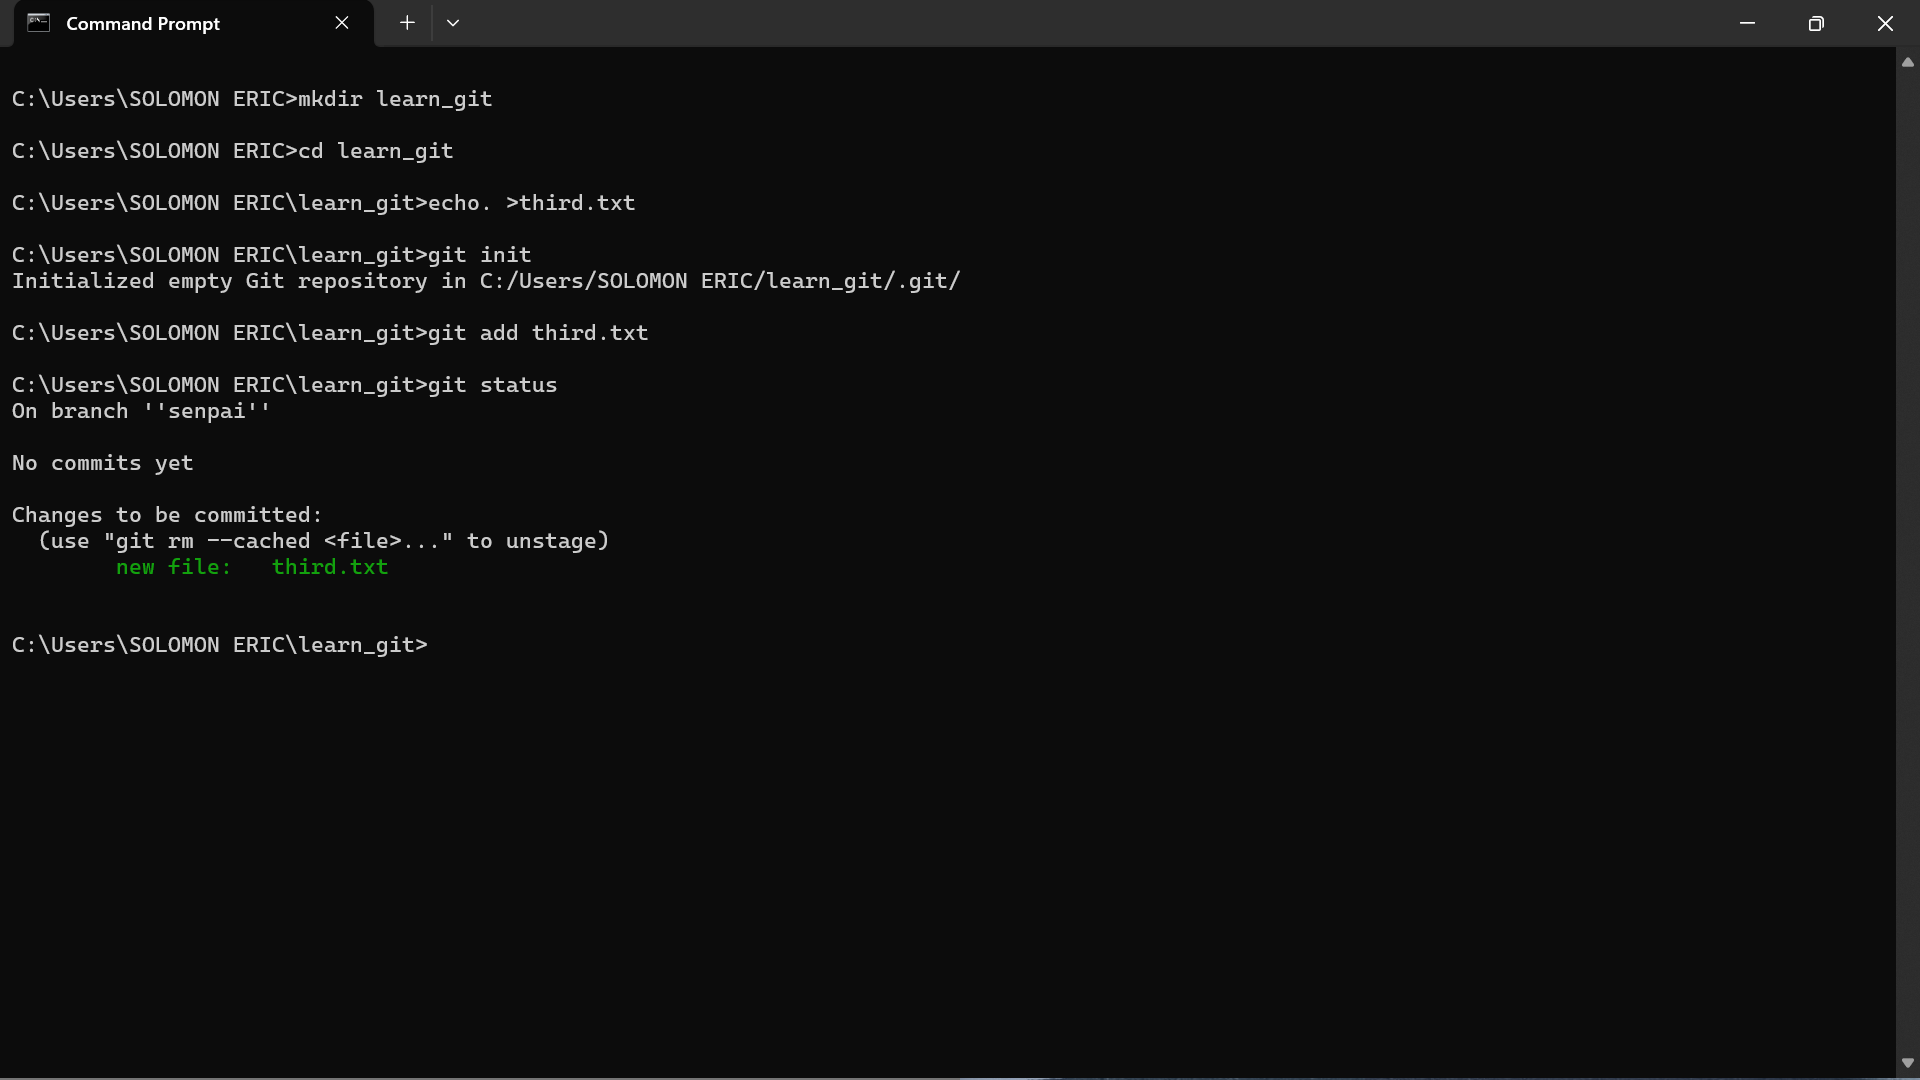 Command Prompt
C:\Users\SOLOMON ERIC>mkdir learn_git
C:\Users\SOLOMON ERIC>cd learn_git
C:\Users\SOLOMON ERIC\learn_git>echo. >third.txt
C:\Users\SOLOMON ERIC\learn_git>git init
Initialized empty Git repository in C:/Users/SOLOMON ERIC/learn_git/.git/
C:\Users\SOLOMON ERIC\learn_git>git add third.txt
C:\Users\SOLOMON ERIC\learn_git>git status
On branch ''senpai''
No commits yet
Changes to be committed:
  (use "git rm --cached <file>..." to unstage)
        new file:   third.txt
C:\Users\SOLOMON ERIC\learn_git>